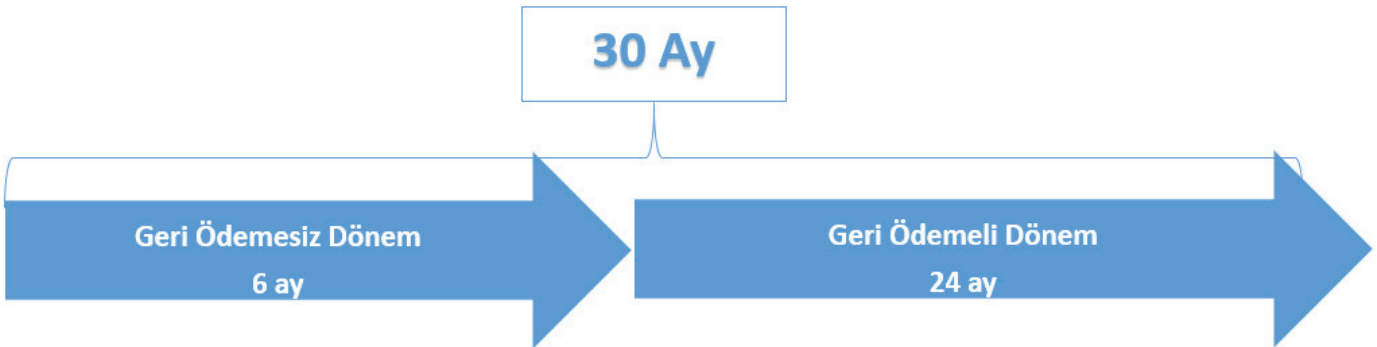 30 Ay
Geri Ödemesiz Dönem
6 ay
Geri Ödemeli Dönem
24 ay